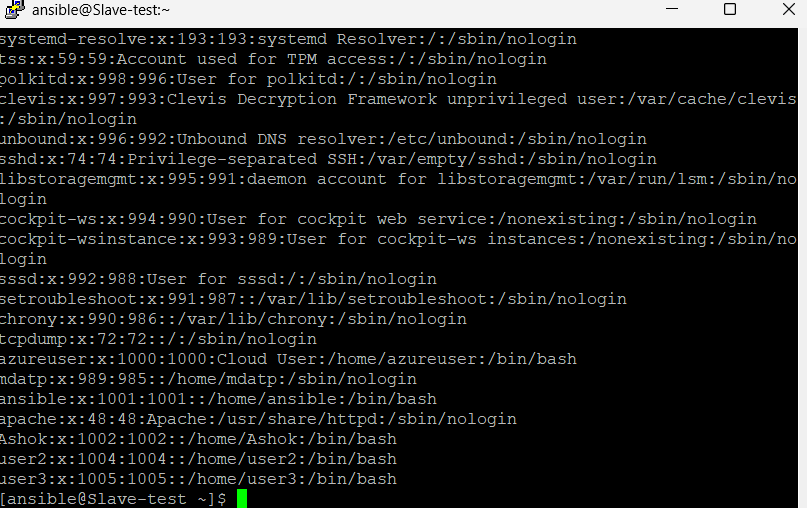 ansible@Slave-test:~
systemd-resolve:x:193:193:systemd Resolver:/:/sbin/nologin
tss:x:59:59:Account used for TPM access:/:/sbin/nologin
polkitd:x:998:996:User for polkitd:/:/sbin/nologin
clevis:x:997:993:Clevis Decryption Framework unprivileged user:/var/cache/clevis
:/sbin/nologin
unbound:x:996:992:Unbound DNS resolver:/etc/unbound:/sbin/nologin
sshd:x:74:74:Privilege-separated SSH:/var/empty/sshd:/sbin/nologin
libstoragemgmt:x:995:991:daemon account for libstoragemgmt:/var/run/lsm:/sbin/no
login
cockpit-ws:x:994:990:User for cockpit web service:/nonexisting:/sbin/nologin
cockpit-wsinstance:x:993:989:User for cockpit-ws instances:/nonexisting:/sbin/no
login
sssd:x:992:988:User for sssd:/:/sbin/nologin
setroubleshoot:x:991:987::/var/lib/setroubleshoot:/sbin/nologin
chrony:x:990:986::/var/lib/chrony:/sbin/nologin
tcpdump:x:72:72::/:/sbin/nologin
azureuser:x:1000:1000:Cloud User:/home/azureuser:/bin/bash
mdatp:x:989:985::/home/mdatp:/sbin/nologin
ansible:x:1001:1001::/home/ansible:/bin/bash
apache:x:48:48:Apache:/usr/share/httpd:/sbin/nologin
Ashok:x:1002:1002::/home/Ashok:/bin/bash
user2:x:1004:1004::/home/user2:/bin/bash
user3:x:1005:1005::/home/user3:/bin/bash
[ansible@Slave-test ~]$